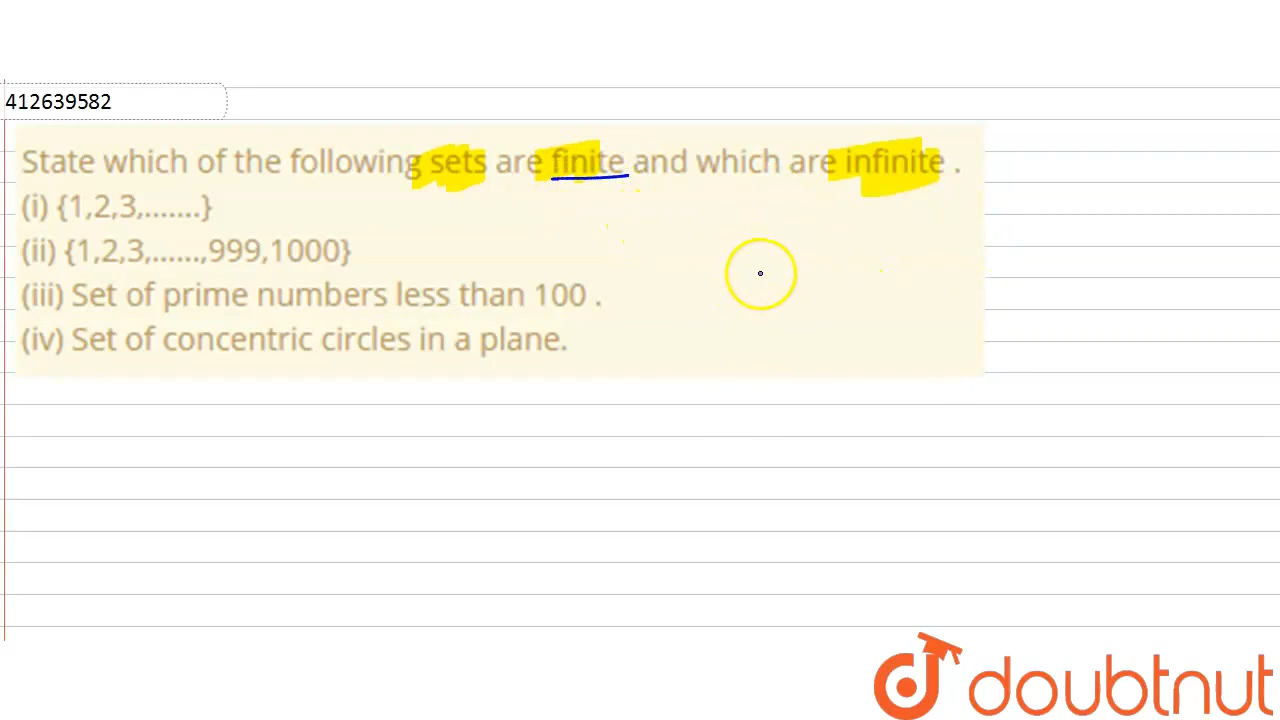 412639582
State which of the following sets are finite and which are infinite .
(i) {1,2,3,.......}
(ii) {1,2,3,......,999,1000}
(iii) Set of prime numbers less than 100 .
(iv) Set of concentric circles in a plane.
doubtnut